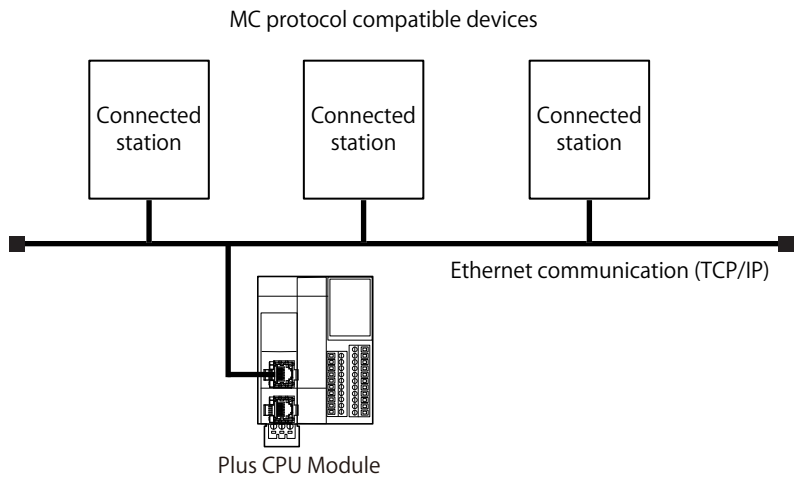 MC protocol compatible devices
Connected
station
Connected
station
Connected
station
Ethernet communication (TCP/IP)
Plus CPU Module